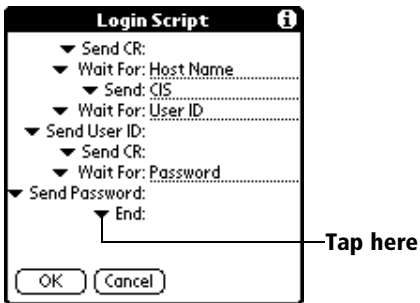 Login Script
Send CR:
Wait For: Host Name
Send: CIS
Wait For: User ID
Send User ID:
Send CR:
Wait For: Password
Send Password:
End:
Tap here
OK Cancel